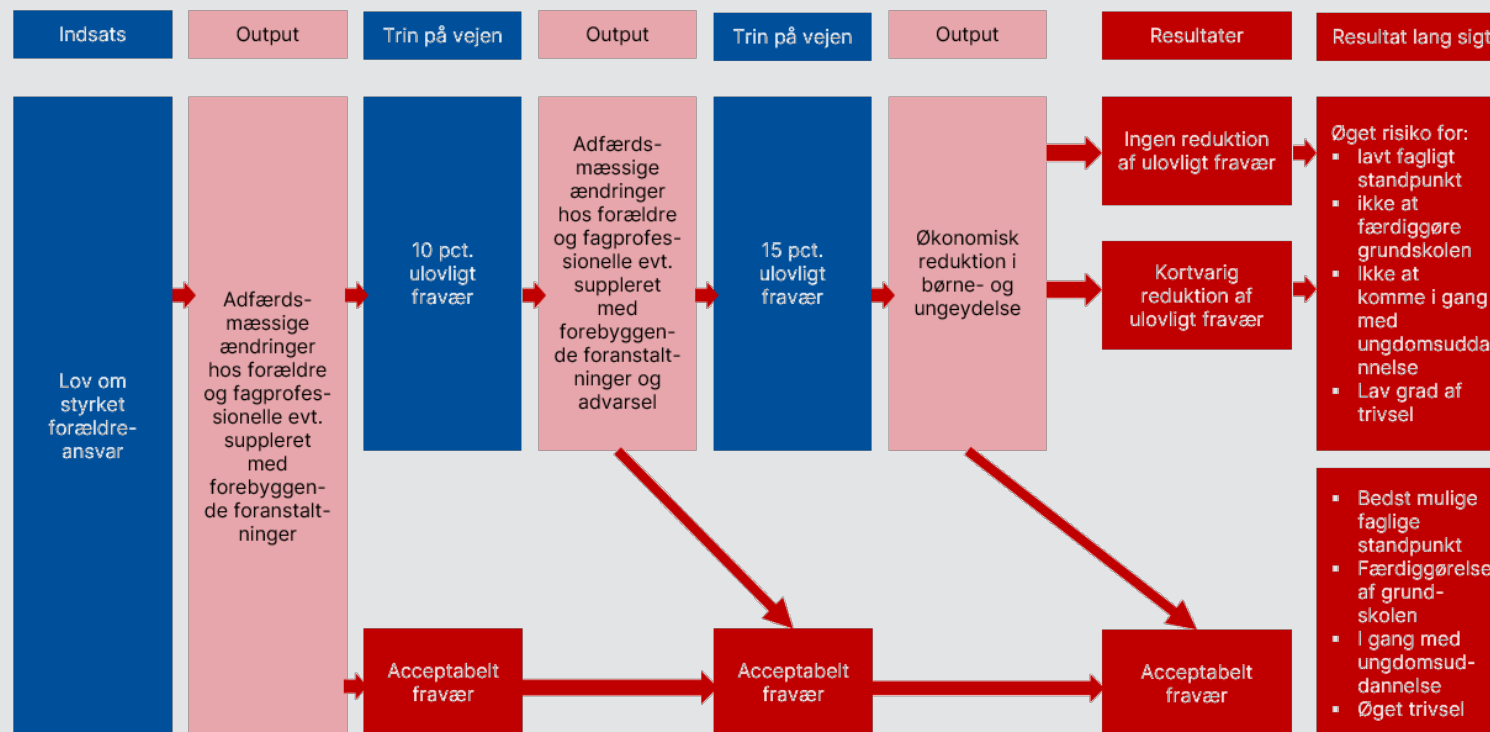 Indsats
Output
Trin på vejen
Output
Trin på vejen
Output
Resultater
Resultat lang sigt
Lov om
styrket
forældre-
ansvar
Adfærds-
mæssige
ændringer
hos forældre
og fagprofes-
sionelle evt.
suppleret
med
forebyggen-
de foranstalt-
ninger
10 pct.
ulovligt
fravær
Adfærds-
mæssige
ændringer
hos forældre
og fagprofes-
sionelle evt.
suppleret
med
forebyggen-
de foranstalt-
ninger og
advarsel
15 pct.
ulovligt
fravær
Økonomisk
reduktion i
børne- og
ungeydelse
Ingen reduktion
af ulovligt fravær
Kortvarig
reduktion af
ulovligt fravær
Øget risiko for:
▪ lavt fagligt
standpunkt
▪ ikke at
færdiggøre
grundskolen
▪ Ikke at
komme i gang
med
ungdomsudda
nnelse
▪ Lav grad af
trivsel
Acceptabelt
fravær
Acceptabelt
fravær
Acceptabelt
fravær
▪ Bedst mulige
faglige
standpunkt
▪ Færdiggørelse
af grund-
skolen
▪ I gang med
ungdomsud-
dannelse
▪ Øget trivsel